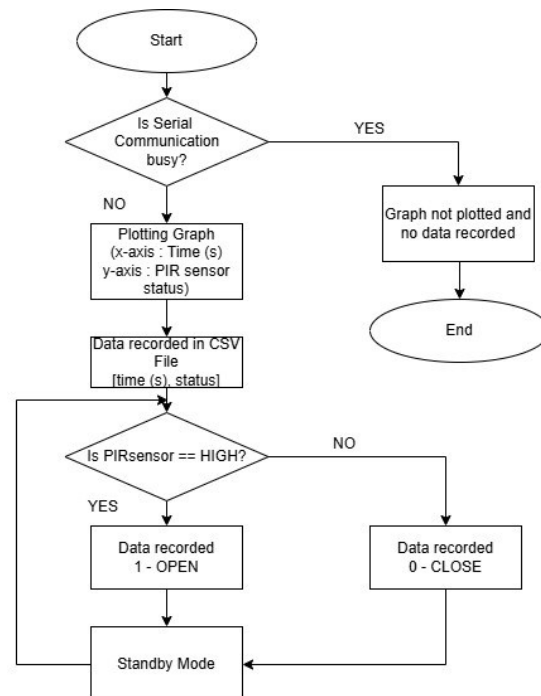 Start
Is Serial
Communication
busy?
YES
NO
Graph not plotted and
no data recorded
Plotting Graph
(x-axis : Time (s)
y-axis : PIR sensor
status)
End
Data recorded in CSV
File
[time (s), status]
Is PIRsensor == HIGH?
NO
YES
Data recorded
1 - OPEN
Data recorded
0 - CLOSE
Standby Mode